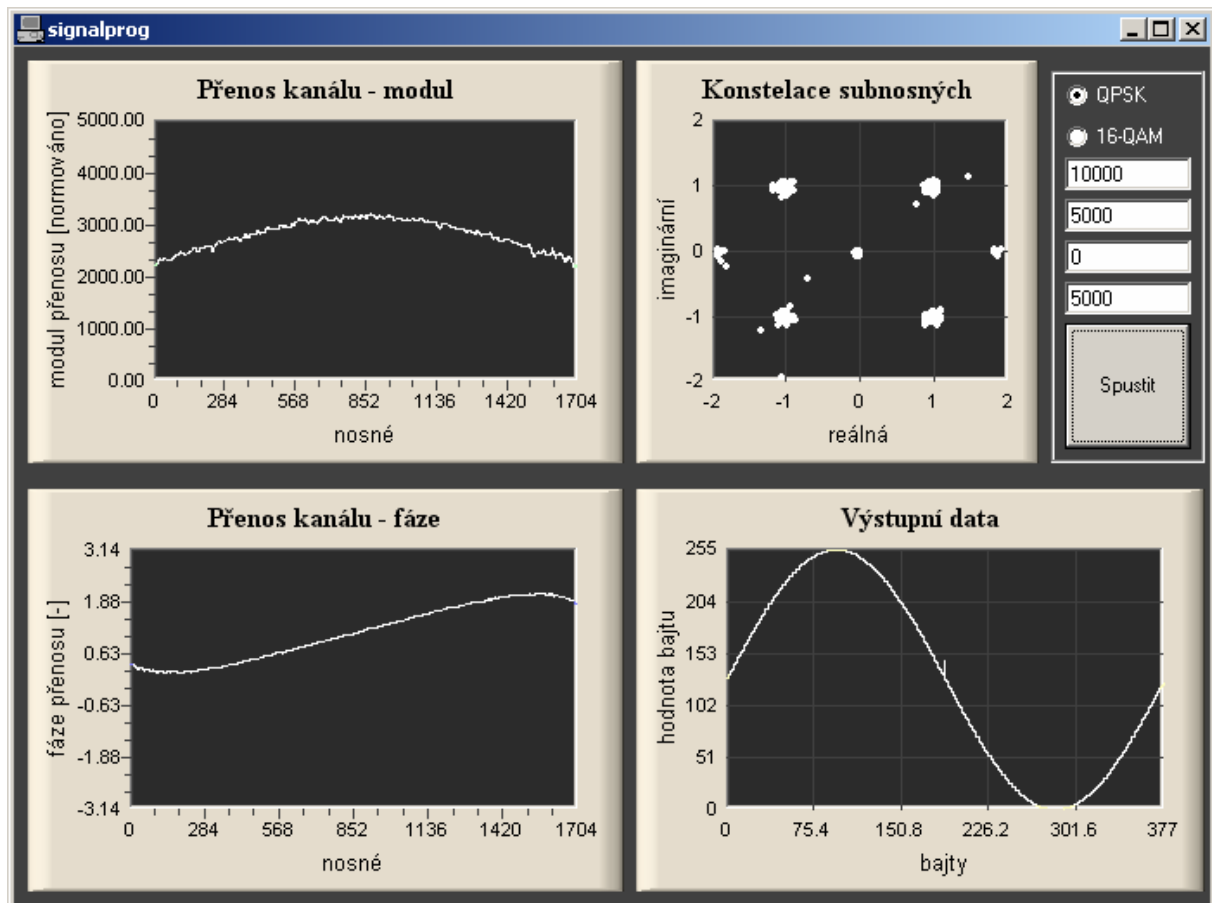 signalprog
Přenos kanálu - modul
modul přenosu [normováno]
5000.00
4000.00
3000.00
2000.00
1000.00
0.00
0 284 568 852 1136 1420 1704
nosné
Konstelace subnosných
imaginární
2
1
0
-1
-2
-2 -1 0 1 2
reálná
QPSK
16-QAM
10000
5000
0
5000
Spustit
Přenos kanálu - fáze
fáze přenosu [-]
3.14
1.88
0.63
-0.63
-1.88
-3.14
0 284 568 852 1136 1420 1704
nosné
Výstupní data
hodnota bajtu
255
204
153
102
51
0
0 75.4 150.8 226.2 301.6 377
bajty